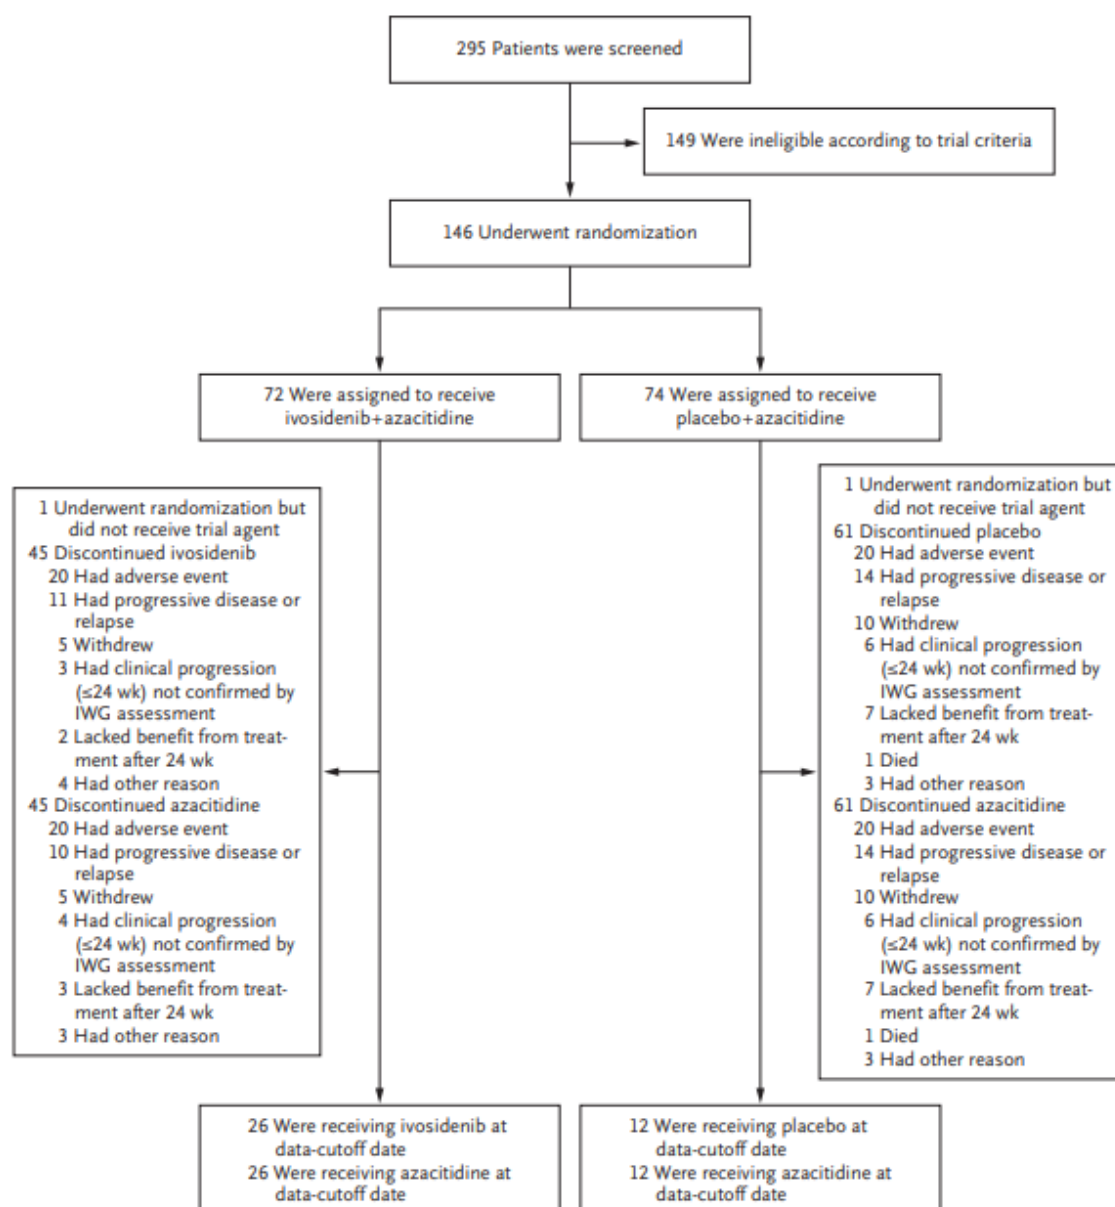 295 Patients were screened
149 Were ineligible according to trial criteria
146 Underwent randomization
72 Were assigned to receive
ivosidenib+azacitidine
74 Were assigned to receive
placebo+azacitidine
1 Underwent randomization but
did not receive trial agent
45 Discontinued ivosidenib
20 Had adverse event
11 Had progressive disease or
relapse
5 Withdrew
3 Had clinical progression
(≤24 wk) not confirmed by
IWG assessment
2 Lacked benefit from treat-
ment after 24 wk
4 Had other reason
45 Discontinued azacitidine
20 Had adverse event
10 Had progressive disease or
relapse
5 Withdrew
4 Had clinical progression
(≤24 wk) not confirmed by
IWG assessment
3 Lacked benefit from treat-
ment after 24 wk
3 Had other reason
1 Underwent randomization but
did not receive trial agent
61 Discontinued placebo
20 Had adverse event
14 Had progressive disease or
relapse
10 Withdrew
6 Had clinical progression
(≤24 wk) not confirmed by
IWG assessment
7 Lacked benefit from treat-
ment after 24 wk
1 Died
3 Had other reason
61 Discontinued azacitidine
20 Had adverse event
14 Had progressive disease or
relapse
10 Withdrew
6 Had clinical progression
(≤24 wk) not confirmed by
IWG assessment
7 Lacked benefit from treat-
ment after 24 wk
1 Died
3 Had other reason
26 Were receiving ivosidenib at
data-cutoff date
26 Were receiving azacitidine at
data-cutoff date
12 Were receiving placebo at
data-cutoff date
12 Were receiving azacitidine at
data-cutoff date